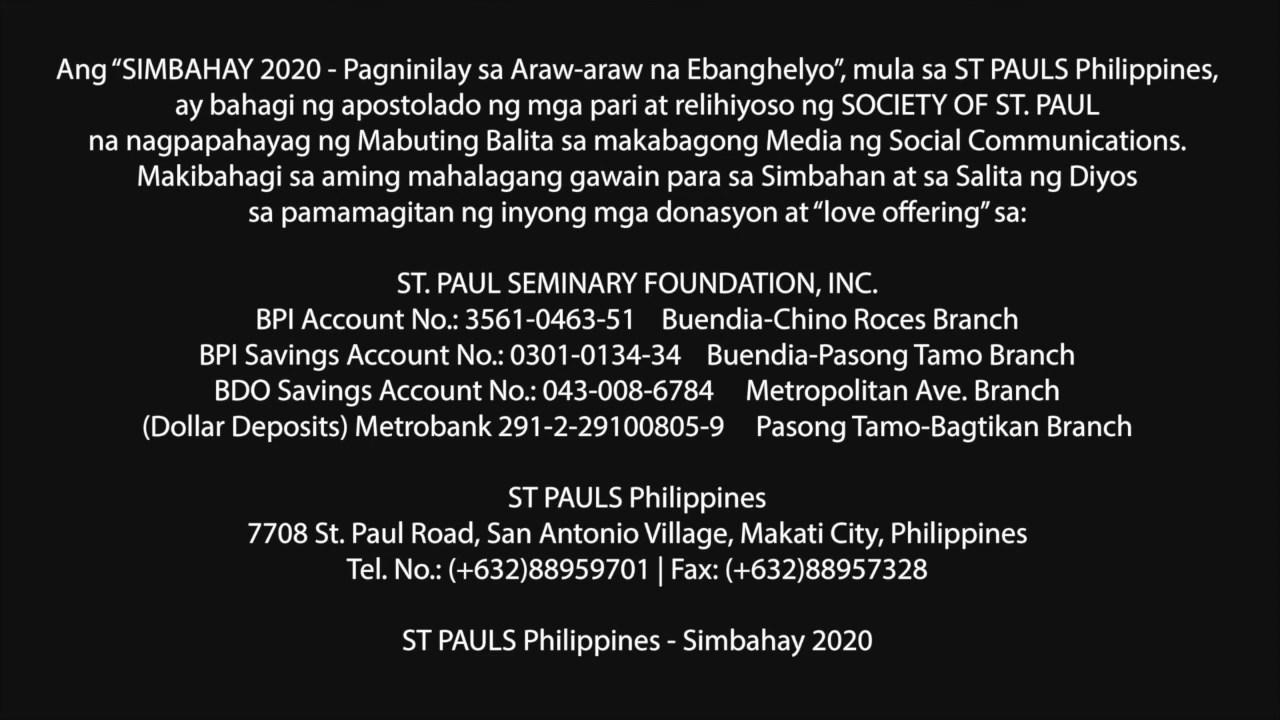 Ang “SIMBAHAY 2020 - Pagninilay sa Araw-araw na Ebanghelyo”, mula sa ST PAULS Philippines,
ay bahagi ng apostolado ng mga pari at relihiyoso ng SOCIETY OF ST. PAUL
na nagpapahayag ng Mabuting Balita sa makabagong Media ng Social Communications.
Makibahagi sa aming mahalagang gawain para sa Simbahan at sa Salita ng Diyos
sa pamamagitan ng inyong mga donasyon at “love offering” sa:
ST. PAUL SEMINARY FOUNDATION, INC.
BPI Account No.: 3561-0463-51 Buendia-Chino Roces Branch
BPI Savings Account No.: 0301-0134-34 Buendia-Pasong Tamo Branch
BDO Savings Account No.: 043-008-6784 Metropolitan Ave. Branch
(Dollar Deposits) Metrobank 291-2-29100805-9 Pasong Tamo-Bagtikan Branch
ST PAULS Philippines
7708 St. Paul Road, San Antonio Village, Makati City, Philippines
Tel. No.: (+632)88959701 | Fax: (+632)88957328
ST PAULS Philippines - Simbahay 2020